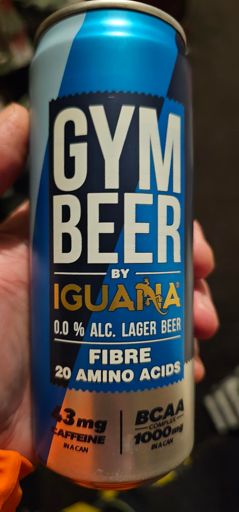 GYM
BEER
BY
IGUANA
0.0 % ALC. LAGER BEER
FIBRE
20 AMINO ACIDS
43mg
CAFFEINE
IN A CAN
BCAA
COMPLEX
1000mg
IN A CAN